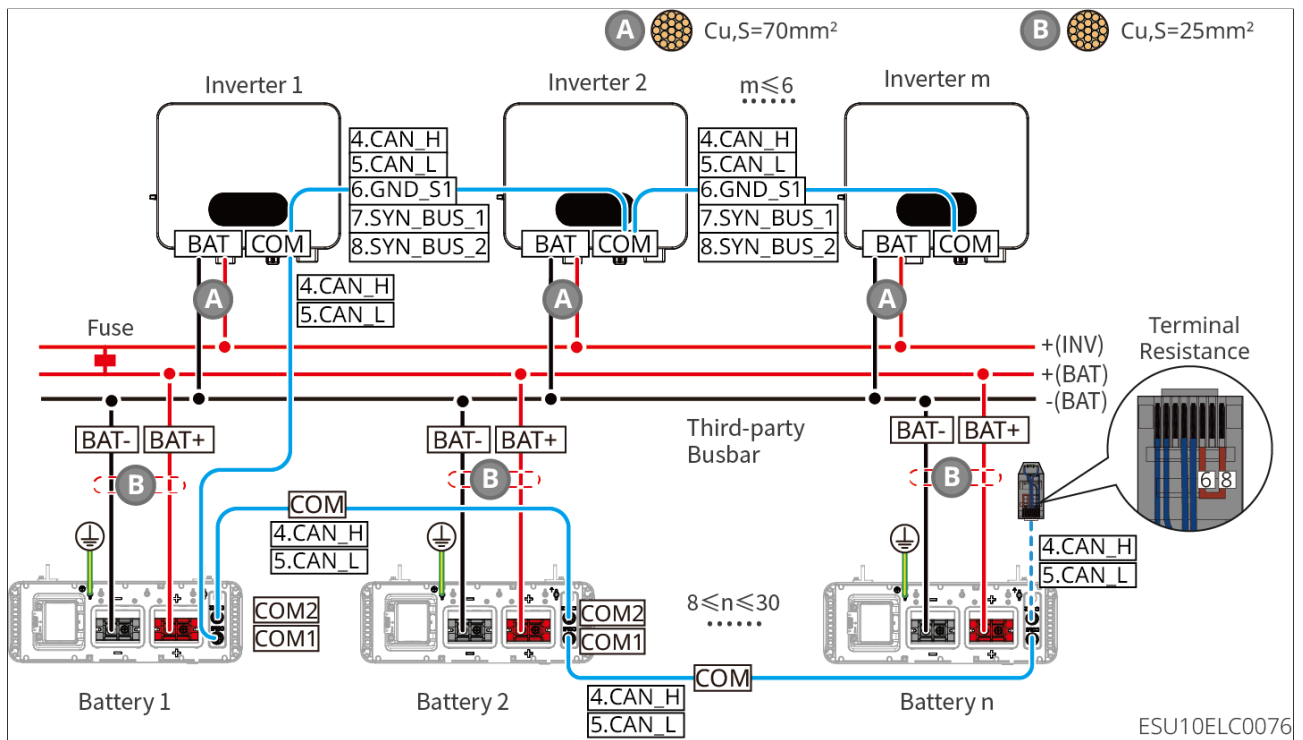 A Cu,S=70mm²
B Cu,S=25mm²
Inverter 1
Inverter 2
m≤6
Inverter m
4.CAN_H
5.CAN_L
6.GND_S1
7.SYN_BUS_1
8.SYN_BUS_2
4.CAN_H
5.CAN_L
6.GND_S1
7.SYN_BUS_1
8.SYN_BUS_2
BAT COM
BAT COM
BAT COM
A
4.CAN_H
5.CAN_L
A
A
Fuse
Terminal
Resistance
+(INV)
+(BAT)
-(BAT)
6 8
BAT- BAT+
BAT- BAT+
Third-party
Busbar
BAT- BAT+
B
B
B
COM
4.CAN_H
5.CAN_L
4.CAN_H
5.CAN_L
COM2
COM1
COM2
COM1
8≤n≤30
COM
4.CAN_H
5.CAN_L
Battery 1
Battery 2
Battery n
ESU10ELC0076